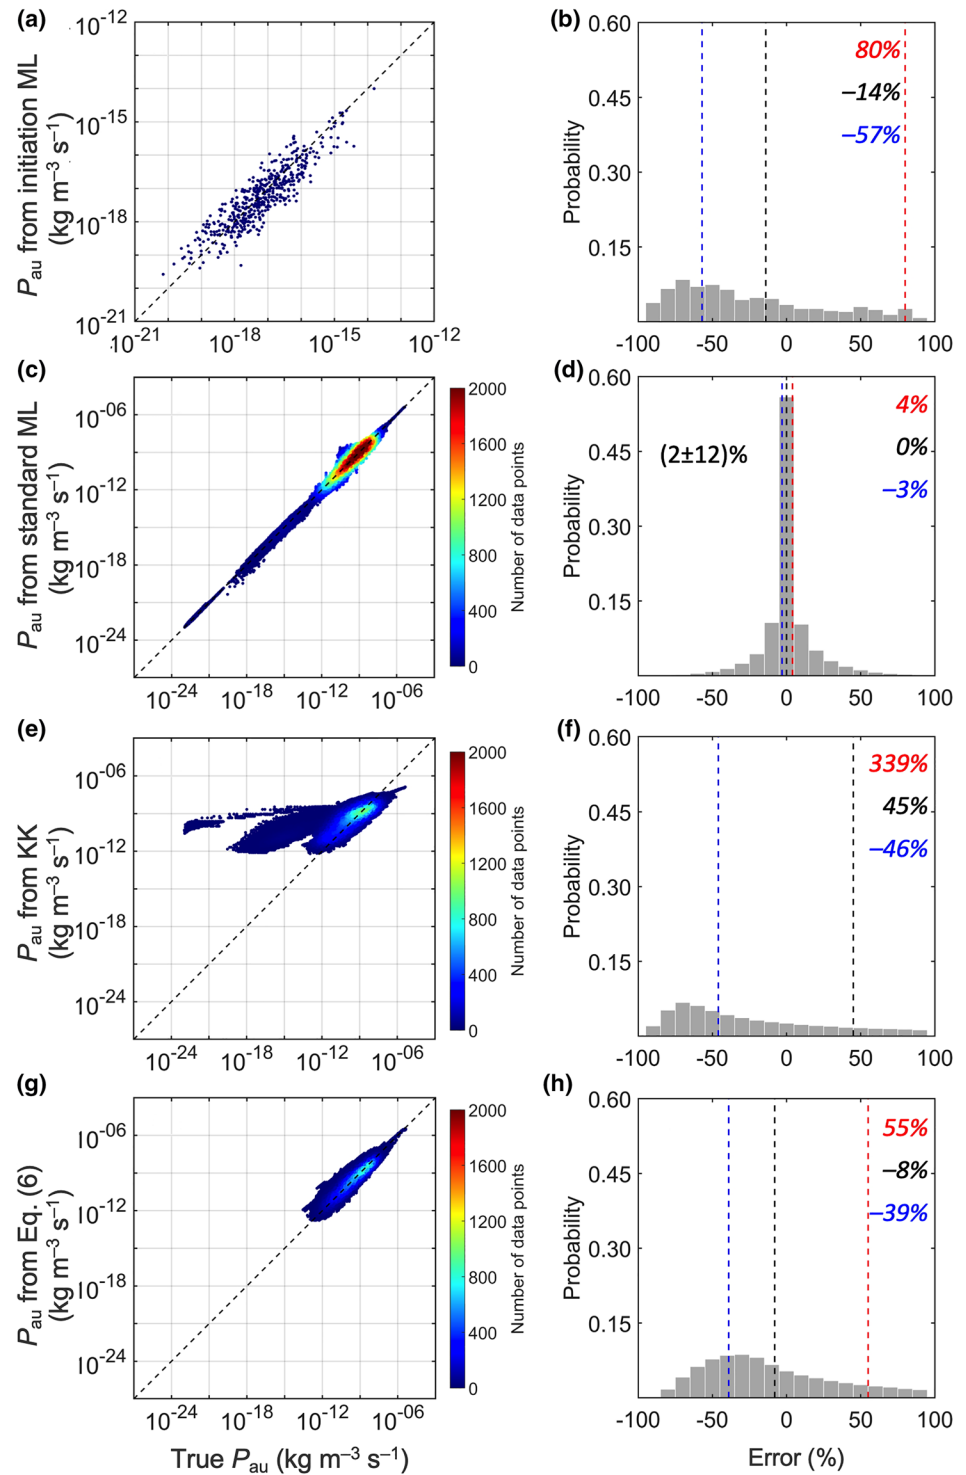 (a)
10⁻¹²
10⁻¹⁵
10⁻¹⁸
10⁻²¹
P_au from initiation ML
(kg m⁻³ s⁻¹)
10⁻²¹ 10⁻¹⁸ 10⁻¹⁵ 10⁻¹²
(b)
0.60
0.45
0.30
0.15
Probability
80%
−14%
−57%
-100 -50 0 50 100
(c)
10⁻⁰⁶
10⁻¹²
10⁻¹⁸
10⁻²⁴
P_au from standard ML
(kg m⁻³ s⁻¹)
10⁻²⁴ 10⁻¹⁸ 10⁻¹² 10⁻⁰⁶
2000
1600
1200
800
400
0
Number of data points
(d)
0.60
0.45
0.30
0.15
Probability
(2±12)%
4%
0%
−3%
-100 -50 0 50 100
(e)
10⁻⁰⁶
10⁻¹²
10⁻¹⁸
10⁻²⁴
P_au from KK
(kg m⁻³ s⁻¹)
10⁻²⁴ 10⁻¹⁸ 10⁻¹² 10⁻⁰⁶
2000
1600
1200
800
400
0
Number of data points
(f)
0.60
0.45
0.30
0.15
Probability
339%
45%
−46%
-100 -50 0 50 100
(g)
10⁻⁰⁶
10⁻¹²
10⁻¹⁸
10⁻²⁴
P_au from Eq. (6)
(kg m⁻³ s⁻¹)
10⁻²⁴ 10⁻¹⁸ 10⁻¹² 10⁻⁰⁶
True P_au (kg m⁻³ s⁻¹)
2000
1600
1200
800
400
0
Number of data points
(h)
0.60
0.45
0.30
0.15
Probability
55%
−8%
−39%
-100 -50 0 50 100
Error (%)